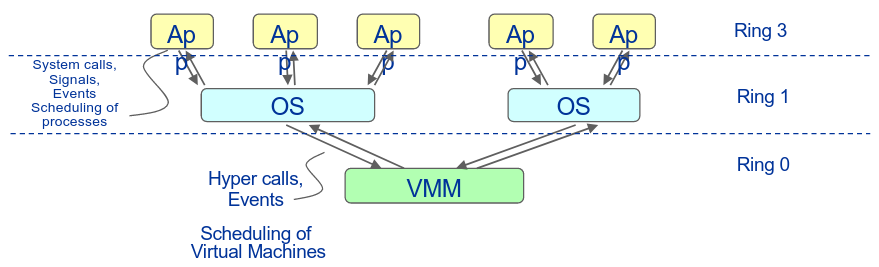 Ap
p
Ap
p
Ap
p
Ap
p
Ap
p
Ring 3
System calls,
Signals,
Events
Scheduling of
processes
OS
OS
Ring 1
Hyper calls,
Events
VMM
Ring 0
Scheduling of
Virtual Machines